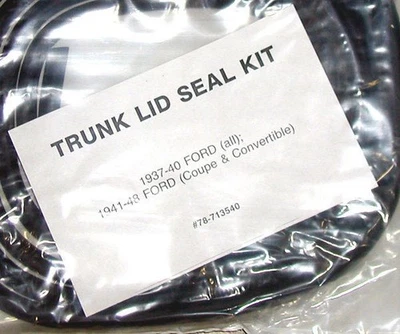 TRUNK LID SEAL KIT
1937-40 FORD (all);
1941-48 FORD (Coupe & Convertible)
#78-713540